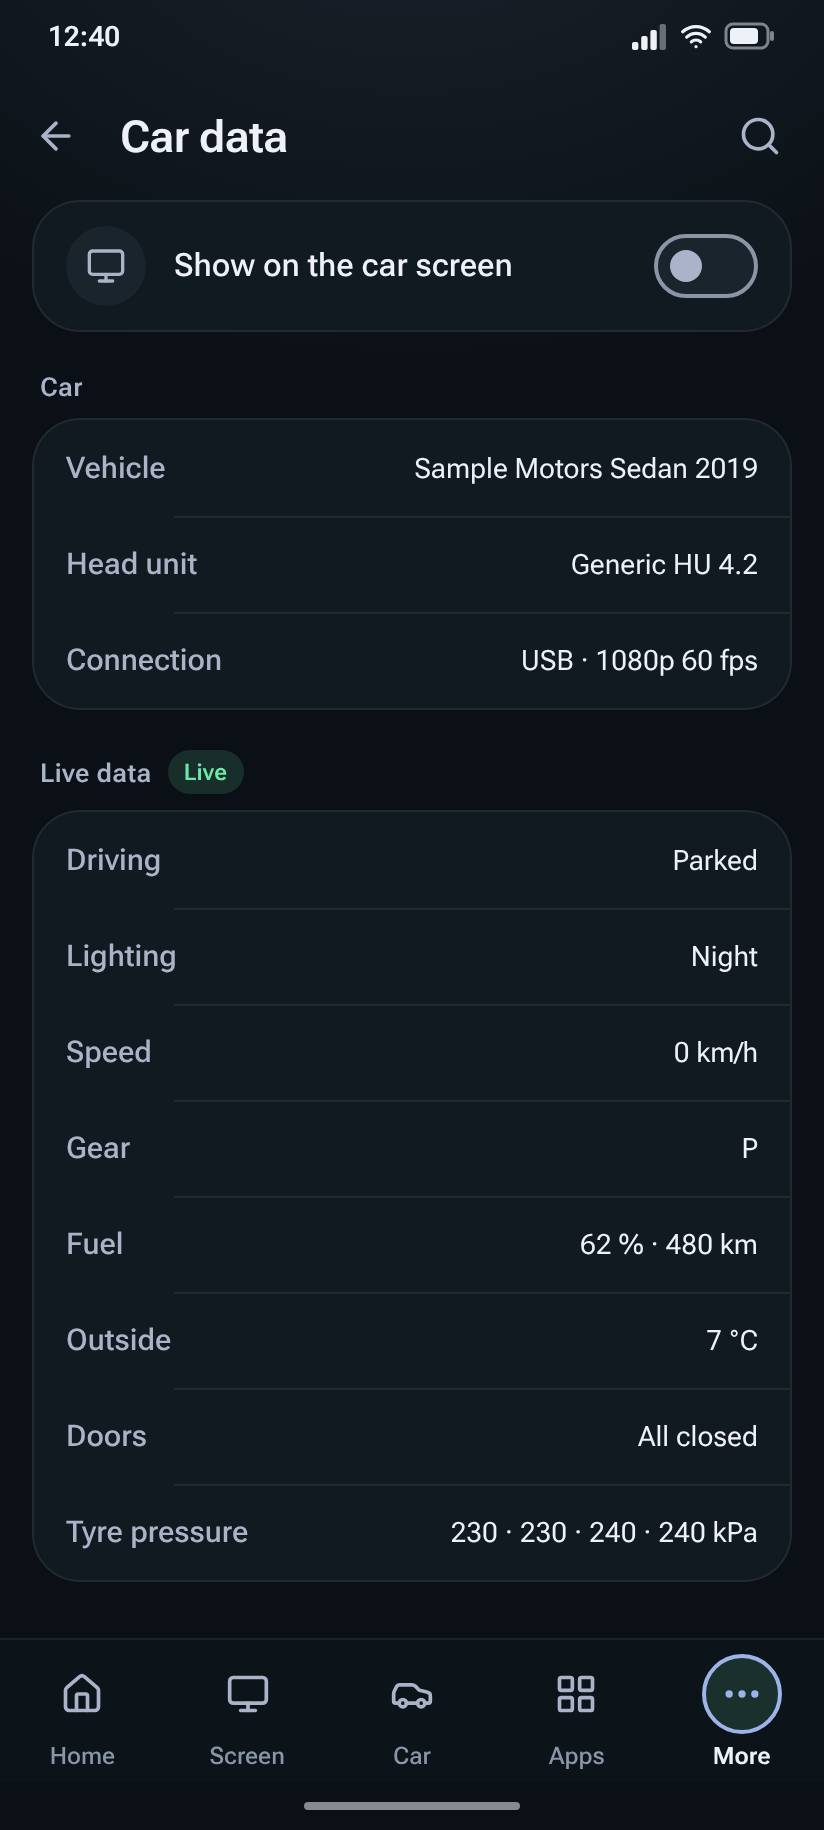 12:40
Car data
Show on the car screen
Car
Vehicle Sample Motors Sedan 2019
Head unit Generic HU 4.2
Connection USB · 1080p 60 fps
Live data Live
Driving Parked
Lighting Night
Speed 0 km/h
Gear P
Fuel 62 % · 480 km
Outside 7 °C
Doors All closed
Tyre pressure 230 · 230 · 240 · 240 kPa
Home Screen Car Apps More